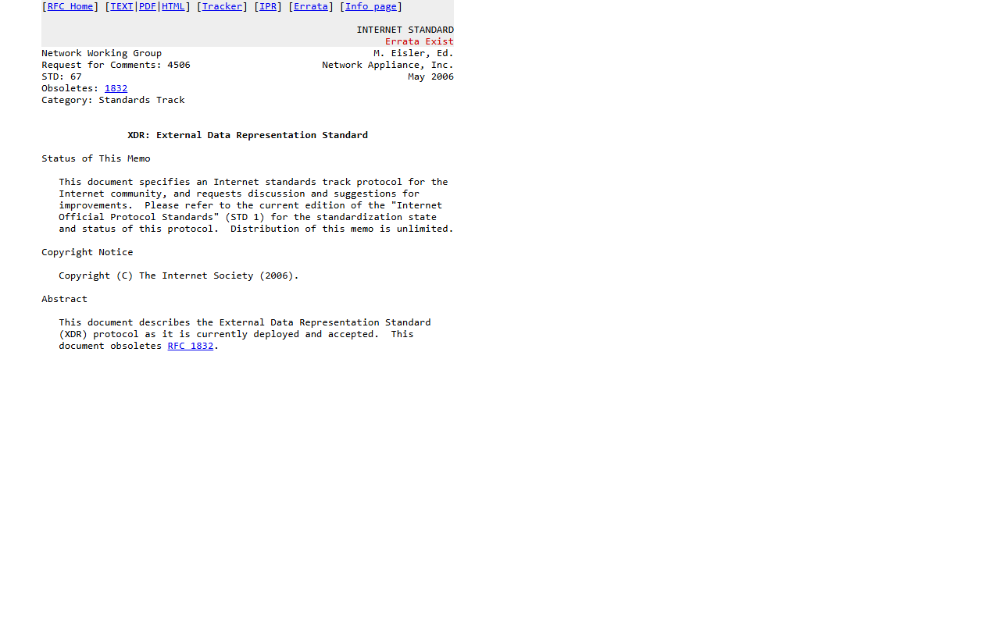 [RFC Home] [TEXT|PDF|HTML] [Tracker] [IPR] [Errata] [Info page]
INTERNET STANDARD
Errata Exist
Network Working Group                                     M. Eisler, Ed.
Request for Comments: 4506                       Network Appliance, Inc.
STD: 67                                                         May 2006
Obsoletes: 1832
Category: Standards Track
XDR: External Data Representation Standard
Status of This Memo
This document specifies an Internet standards track protocol for the
Internet community, and requests discussion and suggestions for
improvements.  Please refer to the current edition of the "Internet
Official Protocol Standards" (STD 1) for the standardization state
and status of this protocol.  Distribution of this memo is unlimited.
Copyright Notice
Copyright (C) The Internet Society (2006).
Abstract
This document describes the External Data Representation Standard
(XDR) protocol as it is currently deployed and accepted.  This
document obsoletes RFC 1832.